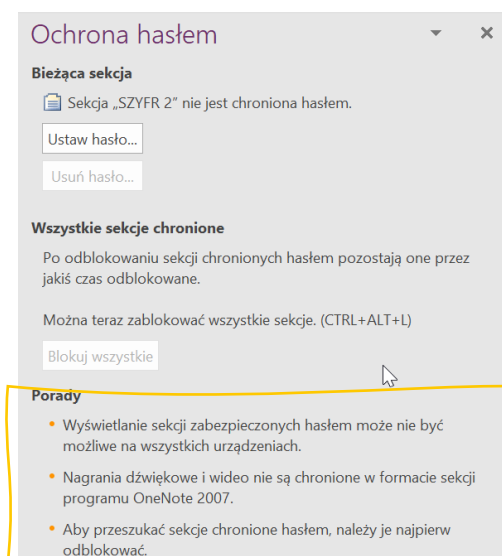 Ochrona hasłem
Bieżąca sekcja
Sekcja „SZYFR 2” nie jest chroniona hasłem.
Ustaw hasło...
Usuń hasło...
Wszystkie sekcje chronione
Po odblokowaniu sekcji chronionych hasłem pozostają one przez
jakiś czas odblokowane.
Można teraz zablokować wszystkie sekcje. (CTRL+ALT+L)
Blokuj wszystkie
Porady
• Wyświetlanie sekcji zabezpieczonych hasłem może nie być
możliwe na wszystkich urządzeniach.
• Nagrania dźwiękowe i wideo nie są chronione w formacie sekcji
programu OneNote 2007.
• Aby przeszukać sekcje chronione hasłem, należy je najpierw
odblokować.